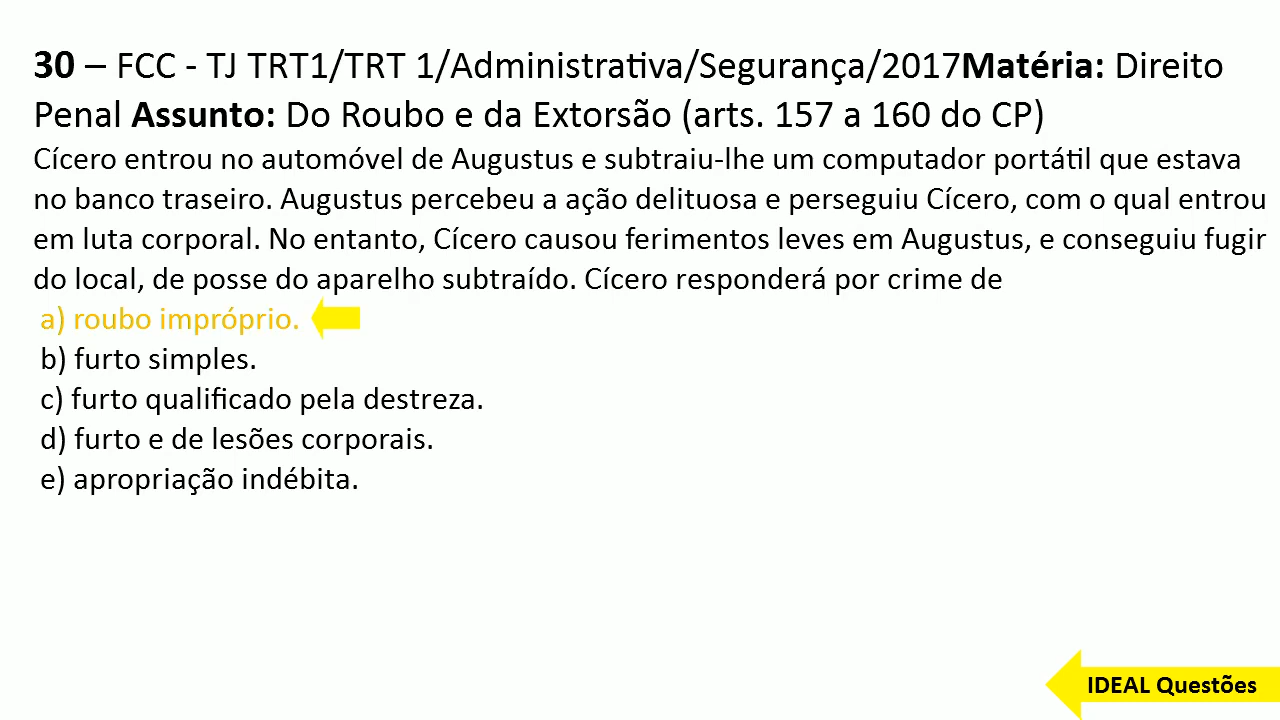 30 – FCC - TJ TRT1/TRT 1/Administrativa/Segurança/2017Matéria: Direito
Penal Assunto: Do Roubo e da Extorsão (arts. 157 a 160 do CP)
Cícero entrou no automóvel de Augustus e subtraiu-lhe um computador portátil que estava
no banco traseiro. Augustus percebeu a ação delituosa e perseguiu Cícero, com o qual entrou
em luta corporal. No entanto, Cícero causou ferimentos leves em Augustus, e conseguiu fugir
do local, de posse do aparelho subtraído. Cícero responderá por crime de
a) roubo impróprio.
b) furto simples.
c) furto qualificado pela destreza.
d) furto e de lesões corporais.
e) apropriação indébita.
IDEAL Questões